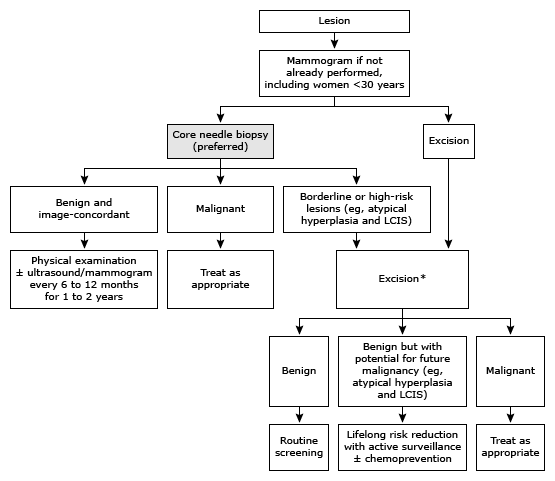 Lesion
Mammogram if not
already performed,
including women <30 years
Core needle biopsy
(preferred)
Excision
Benign and
image-concordant
Malignant
Borderline or high-risk
lesions (eg, atypical
hyperplasia and LCIS)
Physical examination
± ultrasound/mammogram
every 6 to 12 months
for 1 to 2 years
Treat as
appropriate
Excision*
Benign
Benign but with
potential for future
malignancy (eg,
atypical hyperplasia
and LCIS)
Malignant
Routine
screening
Lifelong risk reduction
with active surveillance
± chemoprevention
Treat as
appropriate